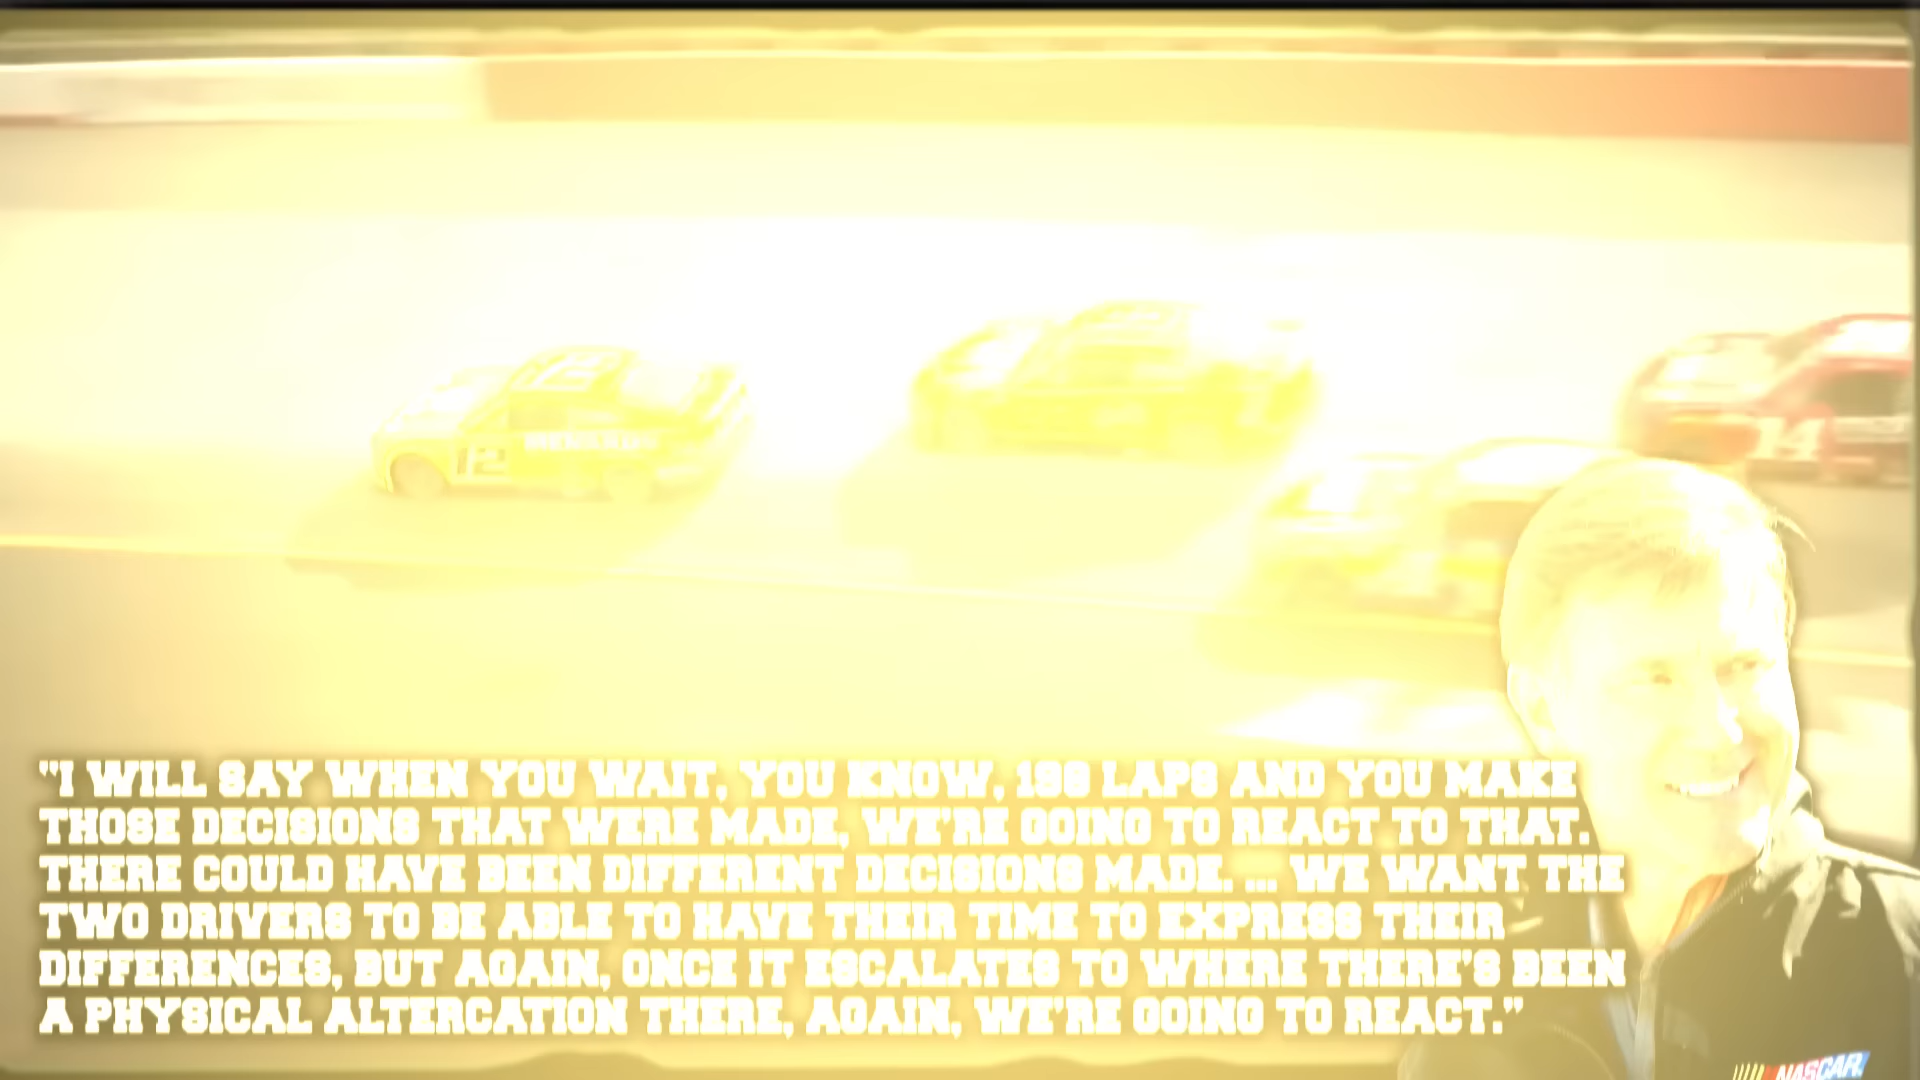 12
14
"I WILL SAY WHEN YOU WAIT, YOU KNOW, 198 LAPS AND YOU MAKE
THOSE DECISIONS THAT WERE MADE, WE'RE GOING TO REACT TO THAT.
THERE COULD HAVE BEEN DIFFERENT DECISIONS MADE. ... WE WANT THE
TWO DRIVERS TO BE ABLE TO HAVE THEIR TIME TO EXPRESS THEIR
DIFFERENCES, BUT AGAIN, ONCE IT ESCALATES TO WHERE THERE'S BEEN
A PHYSICAL ALTERCATION THERE, AGAIN, WE'RE GOING TO REACT."
NASCAR